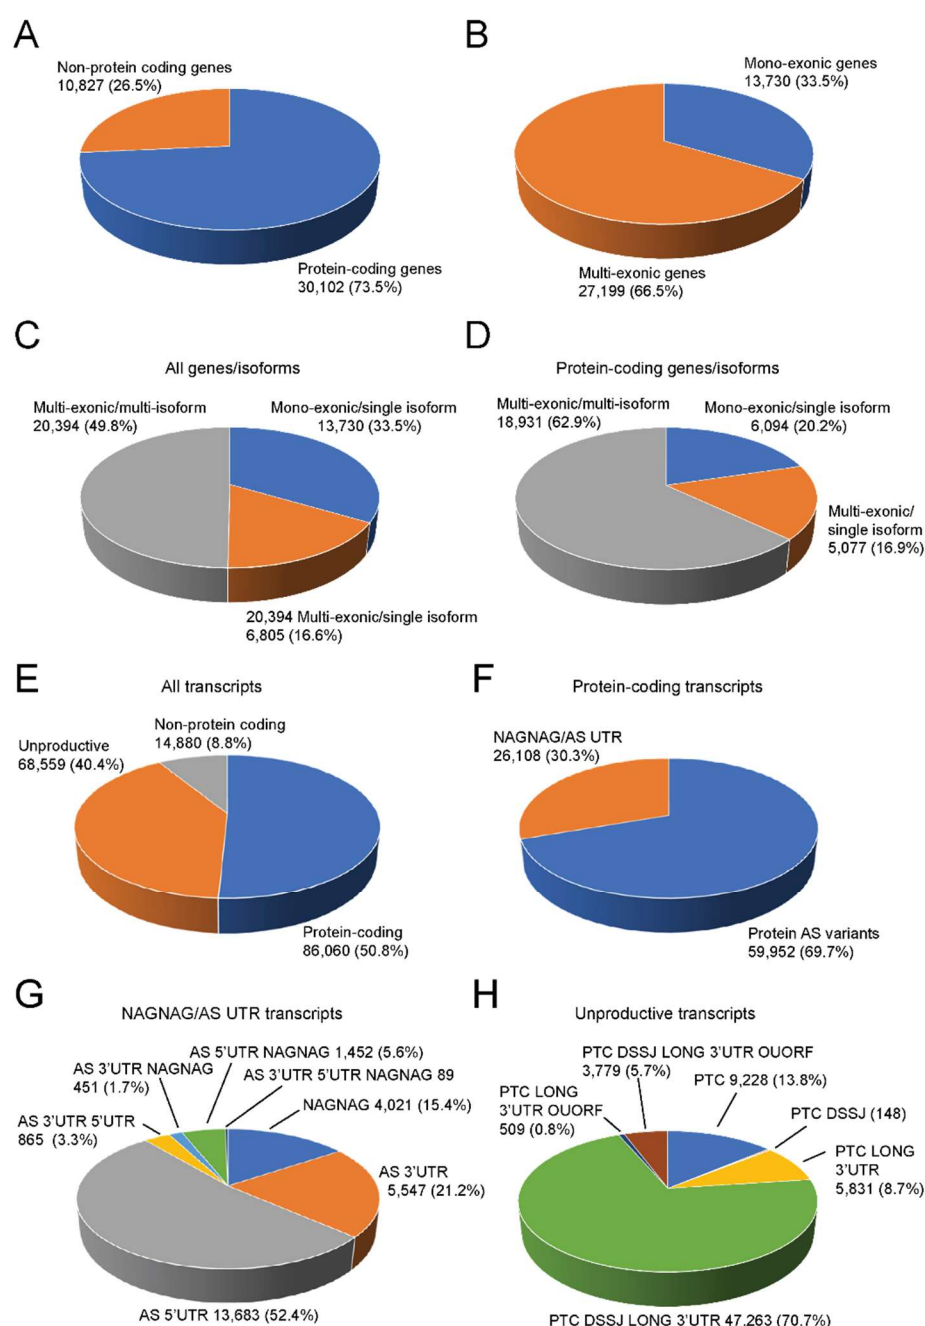 A
Non-protein coding genes
10,827 (26.5%)
Protein-coding genes
30,102 (73.5%)
B
Mono-exonic genes
13,730 (33.5%)
Multi-exonic genes
27,199 (66.5%)
C
All genes/isoforms
Multi-exonic/multi-isoform
20,394 (49.8%)
Mono-exonic/single isoform
13,730 (33.5%)
20,394 Multi-exonic/single isoform
6,805 (16.6%)
D
Protein-coding genes/isoforms
Multi-exonic/multi-isoform
18,931 (62.9%)
Mono-exonic/single isoform
6,094 (20.2%)
Multi-exonic/
single isoform
5,077 (16.9%)
E
All transcripts
Non-protein coding
14,880 (8.8%)
Unproductive
68,559 (40.4%)
Protein-coding
86,060 (50.8%)
F
Protein-coding transcripts
NAGNAG/AS UTR
26,108 (30.3%)
Protein AS variants
59,952 (69.7%)
G
NAGNAG/AS UTR transcripts
AS 5’UTR NAGNAG 1,452 (5.6%)
AS 3’UTR NAGNAG
451 (1.7%)
AS 3’UTR 5’UTR NAGNAG 89
NAGNAG 4,021 (15.4%)
AS 3’UTR 5’UTR
865 (3.3%)
AS 3’UTR
5,547 (21.2%)
AS 5’UTR 13,683 (52.4%)
H
Unproductive transcripts
PTC DSSJ LONG 3’UTR OUORF
3,779 (5.7%)
PTC 9,228 (13.8%)
PTC LONG
3’UTR OUORF
509 (0.8%)
PTC DSSJ (148)
PTC LONG
3’UTR
5,831 (8.7%)
PTC DSSJ LONG 3’UTR 47,263 (70.7%)